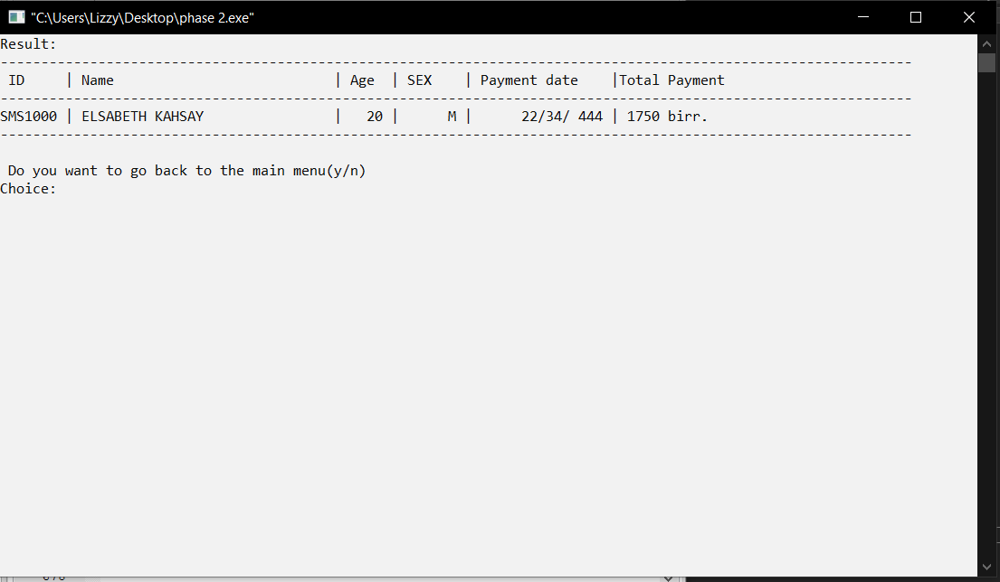 "C:\Users\Lizzy\Desktop\phase 2.exe"
Result:
----------------------------------------------------------------------------------------------------------------
 ID     | Name                           | Age  | SEX    | Payment date    |Total Payment
----------------------------------------------------------------------------------------------------------------
SMS1000 | ELSABETH KAHSAY                |   20 |      M |      22/34/ 444 | 1750 birr.
----------------------------------------------------------------------------------------------------------------
 Do you want to go back to the main menu(y/n)
Choice: